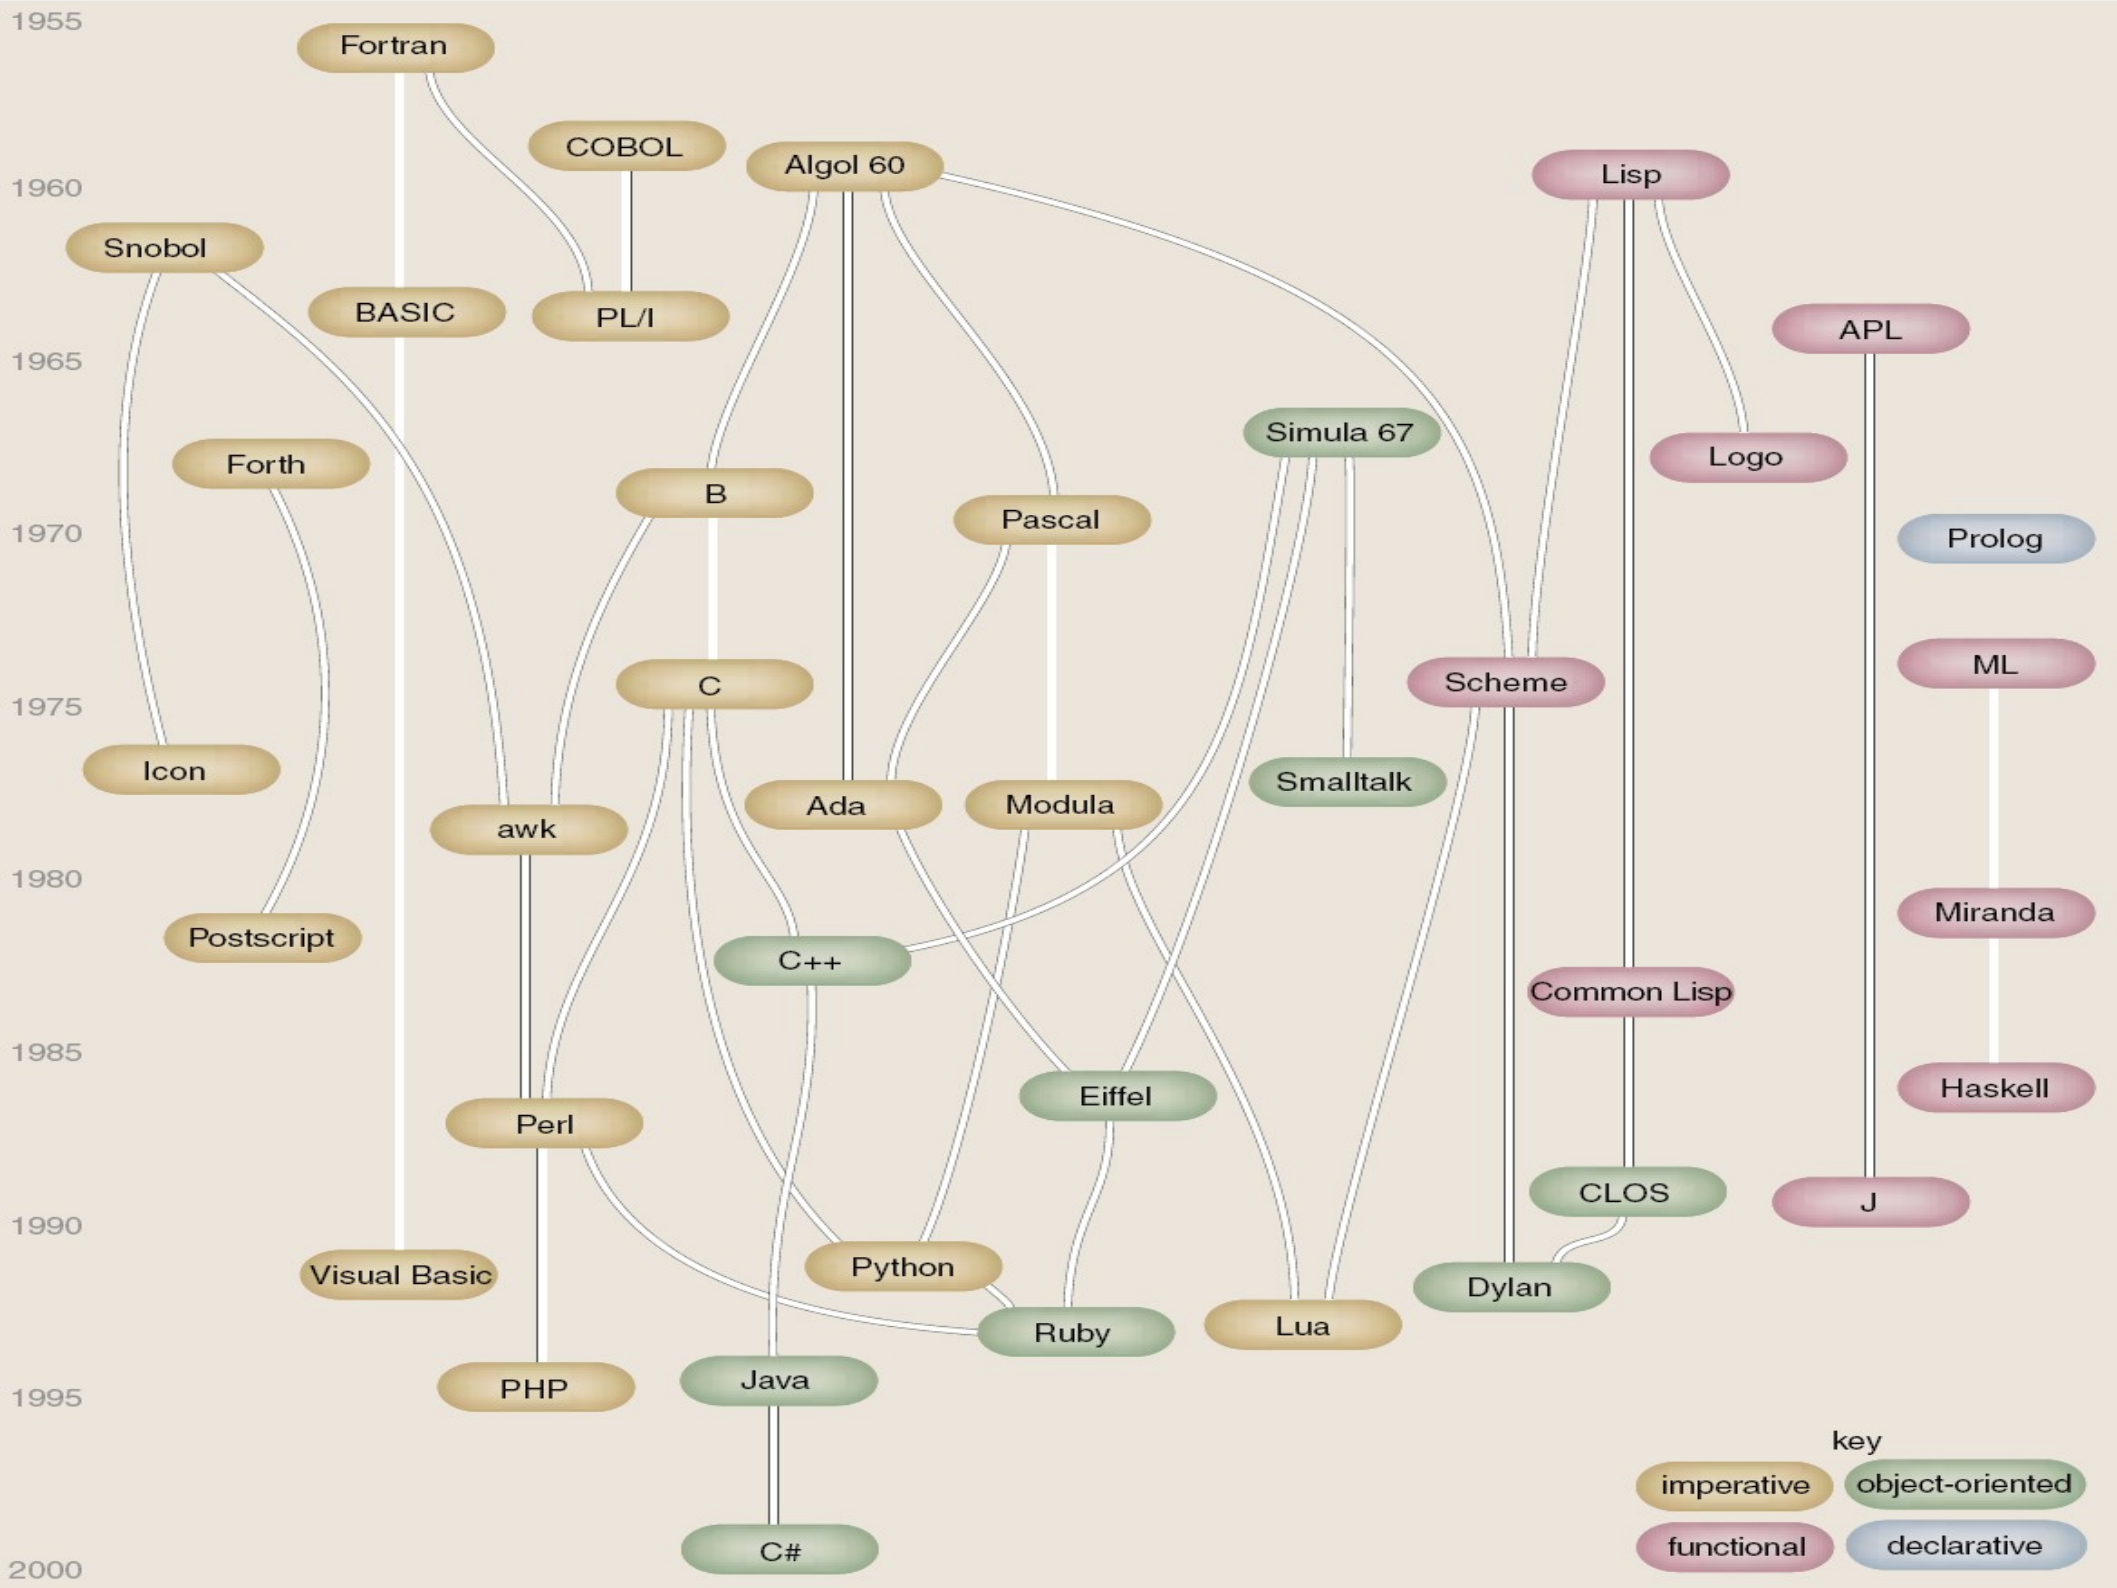 1955
Fortran
COBOL
Algol 60
Lisp
1960
Snobol
BASIC
PL/I
APL
1965
Simula 67
Logo
Forth
B
Pascal
1970
Prolog
ML
C
Scheme
1975
Icon
Smalltalk
Ada
Modula
awk
1980
Miranda
Postscript
C++
Common Lisp
1985
Haskell
Eiffel
Perl
CLOS
J
1990
Python
Visual Basic
Dylan
Lua
Ruby
Java
PHP
1995
key
imperative
object-oriented
functional
declarative
C#
2000